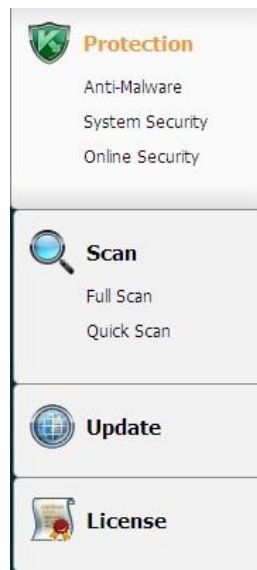 Protection
Anti-Malware
System Security
Online Security
Scan
Full Scan
Quick Scan
Update
License